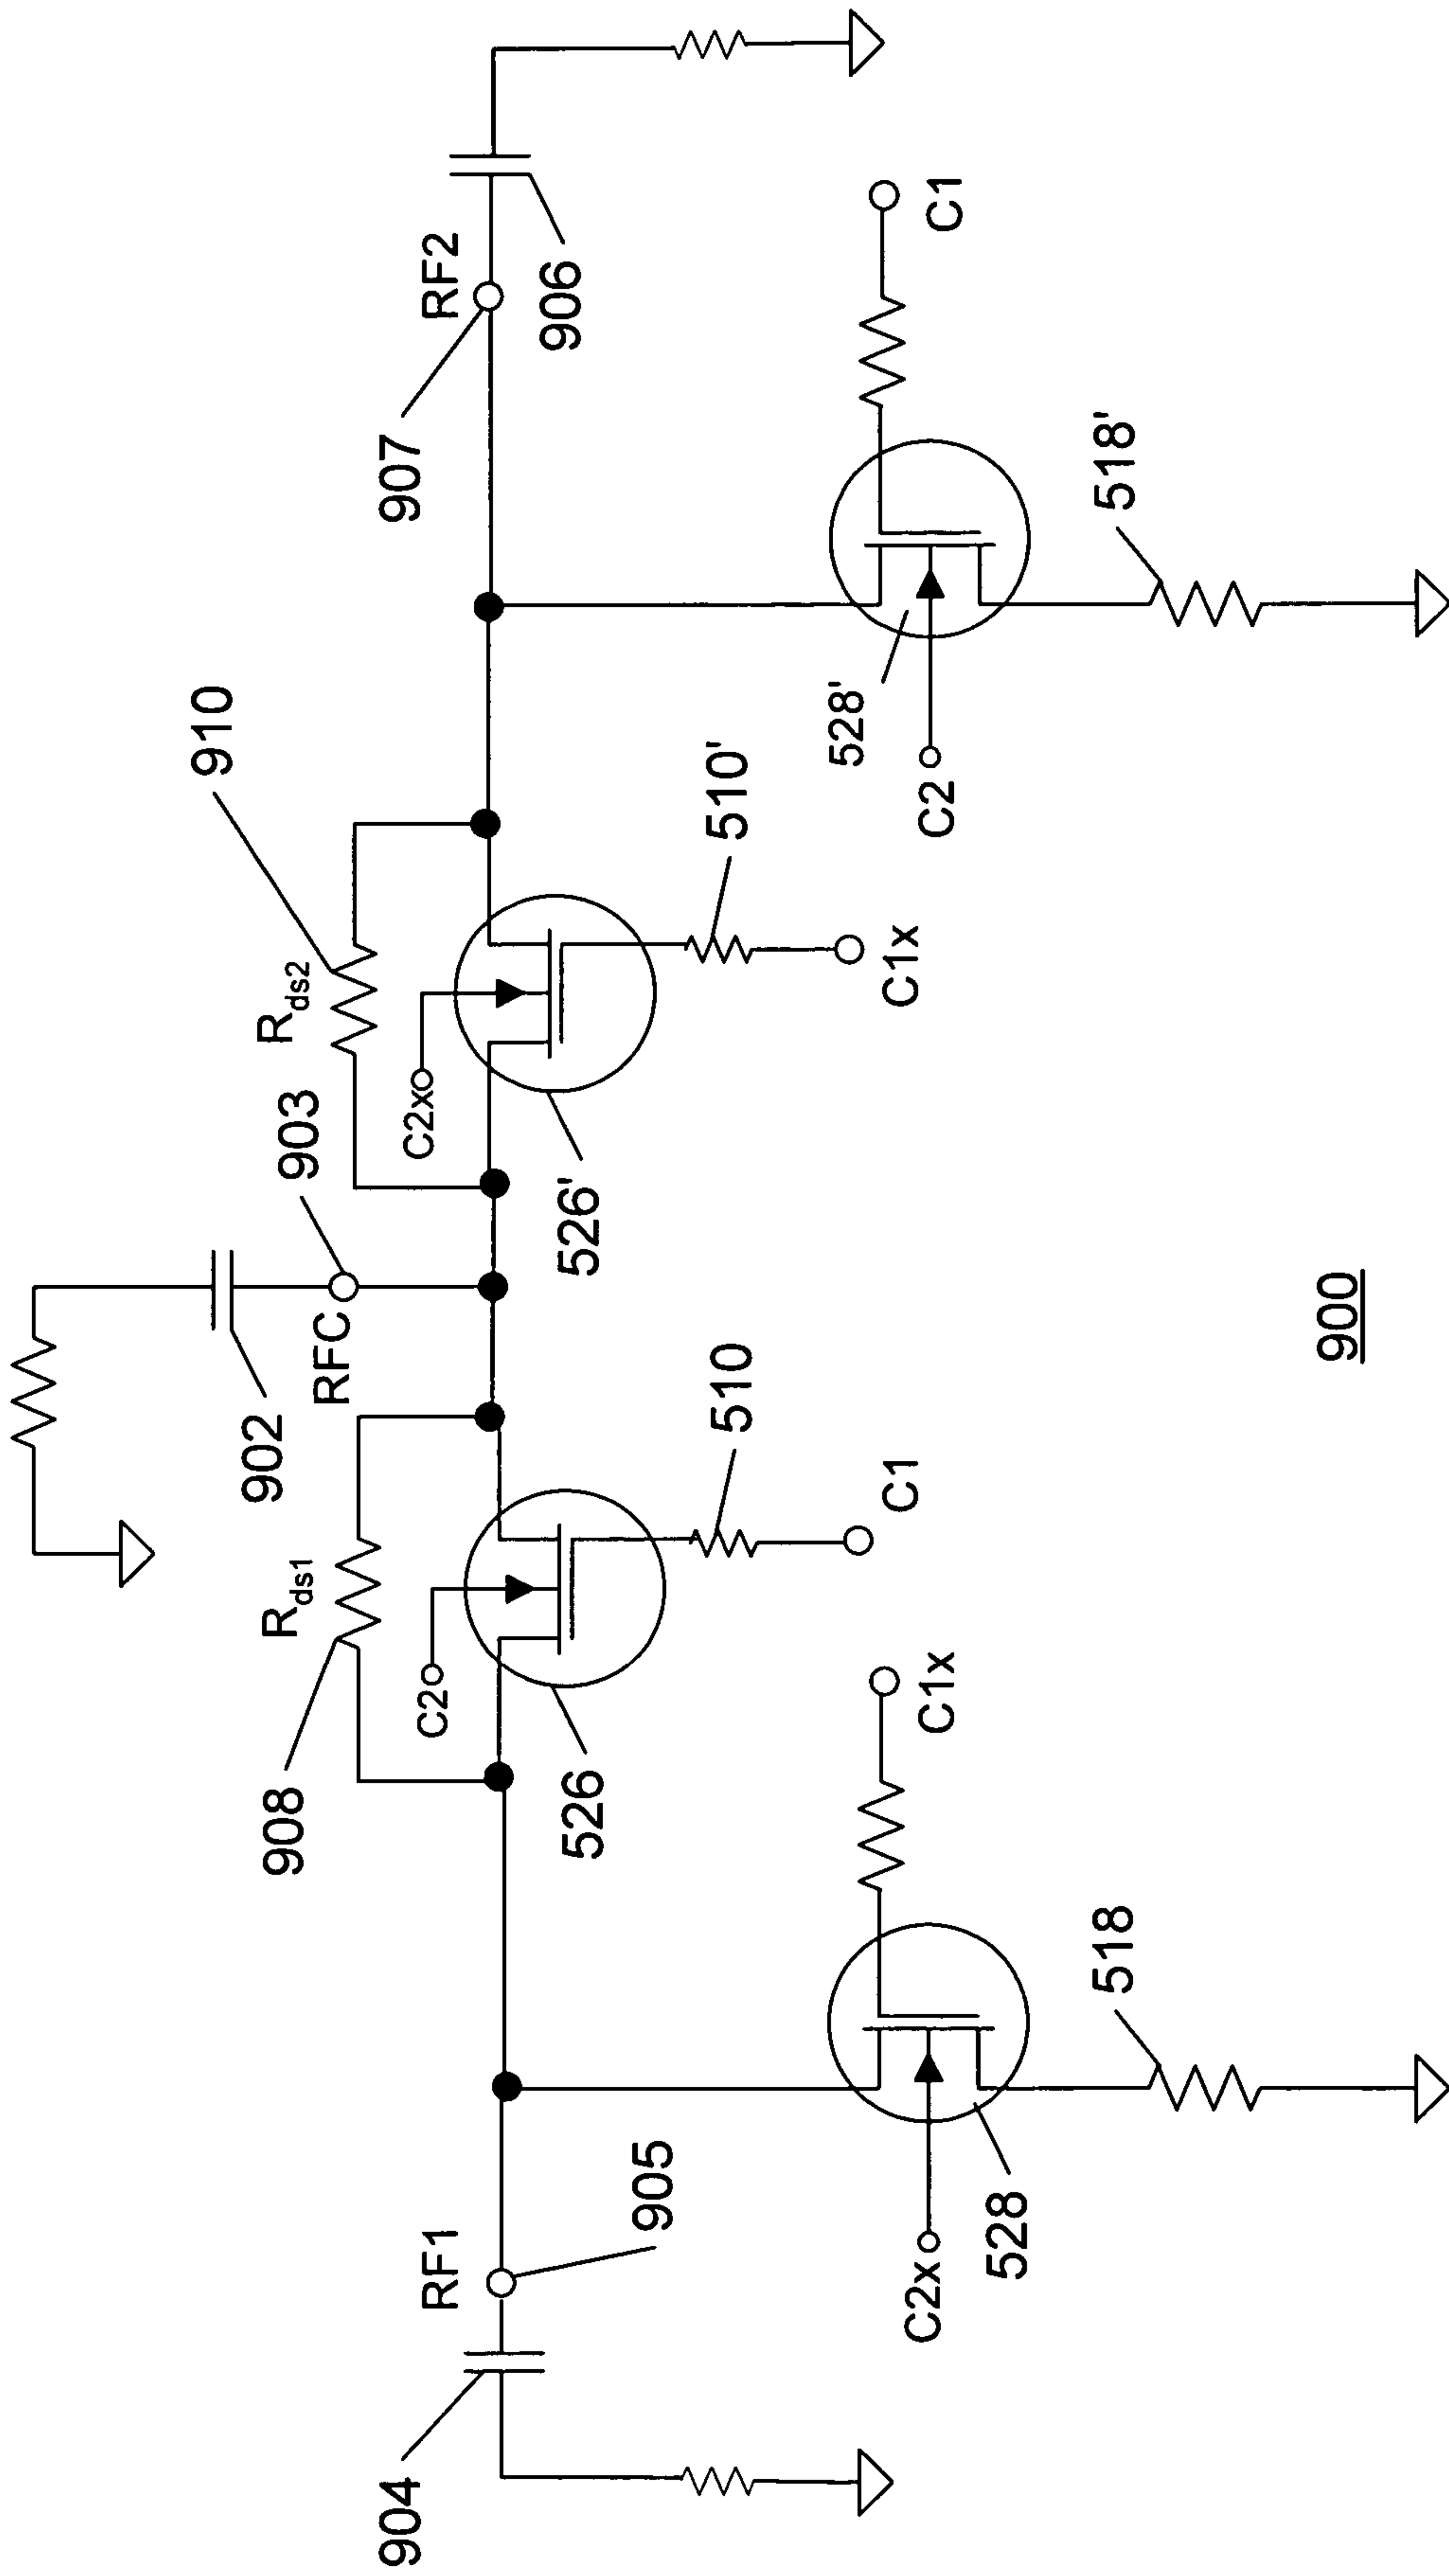 902
RFC
903
908
R_ds1
C2
526
510
C1
R_ds2
910
C2x
526'
510'
C1x
904
RF1
905
C2x
528
C1x
518
907
RF2
906
C2
528'
C1
518'
900